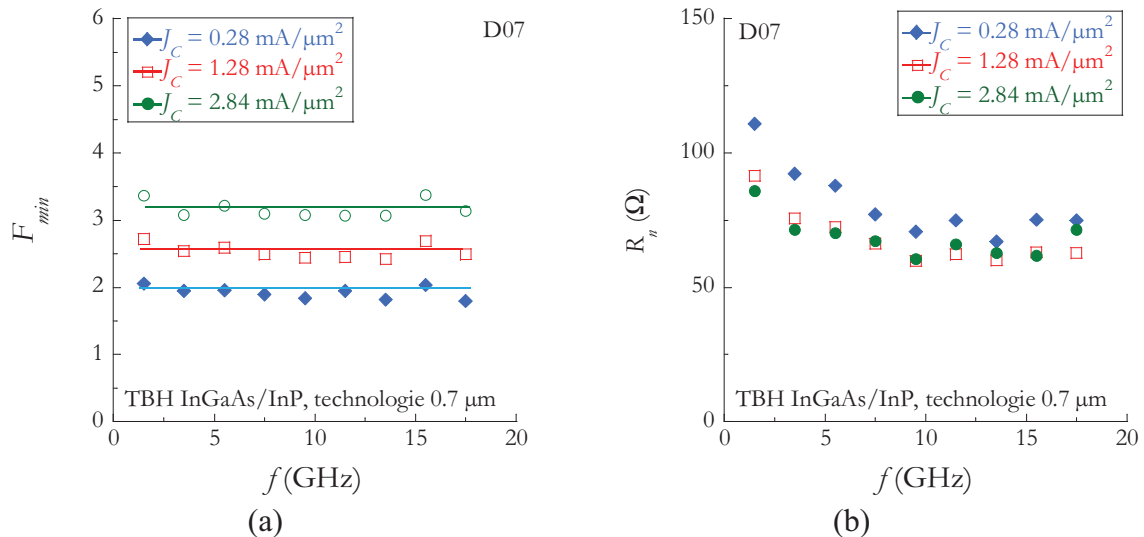 6
5
4
3
2
1
0
F_min
J_C = 0.28 mA/μm²
J_C = 1.28 mA/μm²
J_C = 2.84 mA/μm²
D07
TBH InGaAs/InP, technologie 0.7 μm
0 5 10 15 20
f (GHz)
(a)
150
100
50
0
R_n (Ω)
D07
J_C = 0.28 mA/μm²
J_C = 1.28 mA/μm²
J_C = 2.84 mA/μm²
TBH InGaAs/InP, technologie 0.7 μm
0 5 10 15 20
f (GHz)
(b)